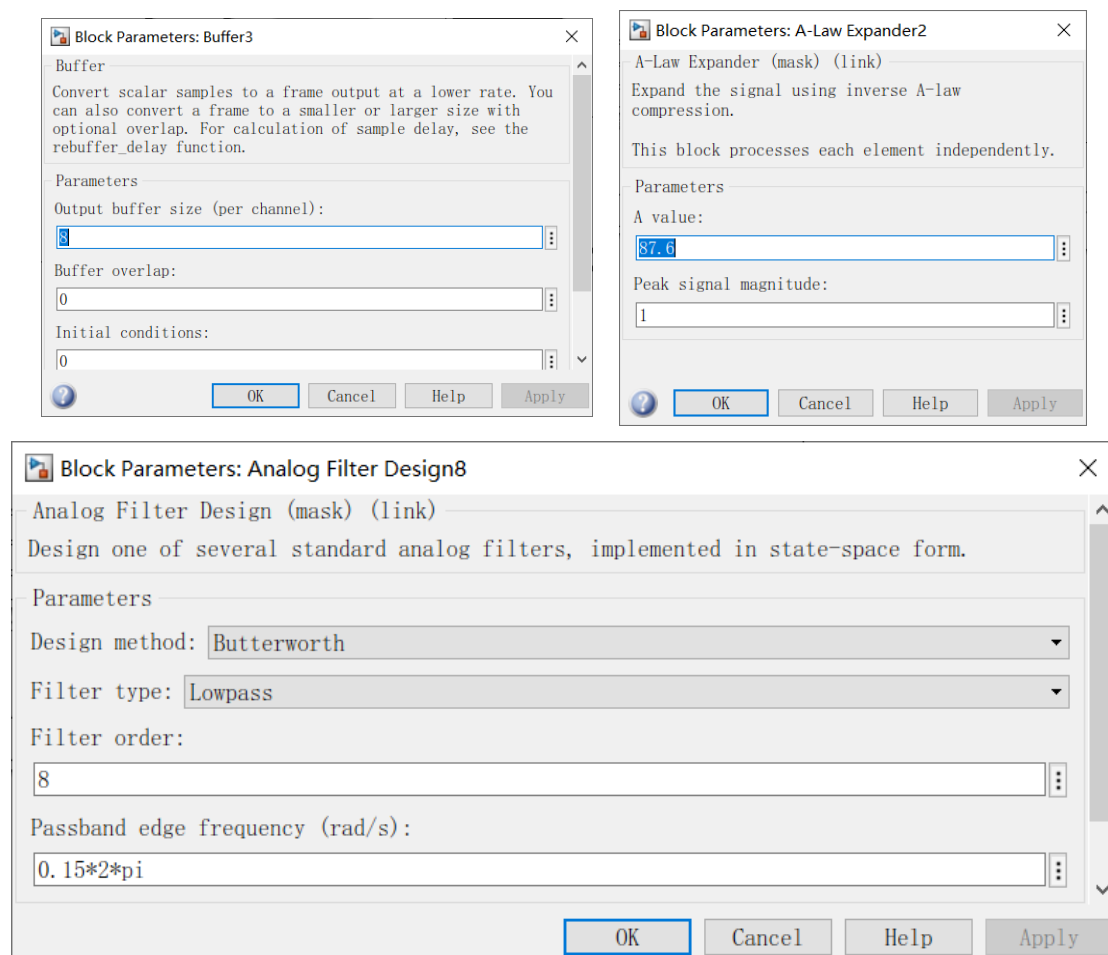 Block Parameters: Buffer3
Buffer
Convert scalar samples to a frame output at a lower rate. You
can also convert a frame to a smaller or larger size with
optional overlap. For calculation of sample delay, see the
rebuffer_delay function.
Parameters
Output buffer size (per channel):
8
Buffer overlap:
0
Initial conditions:
0
OK Cancel Help Apply
Block Parameters: A-Law Expander2
A-Law Expander (mask) (link)
Expand the signal using inverse A-law
compression.
This block processes each element independently.
Parameters
A value:
87.6
Peak signal magnitude:
1
OK Cancel Help Apply
Block Parameters: Analog Filter Design8
Analog Filter Design (mask) (link)
Design one of several standard analog filters, implemented in state-space form.
Parameters
Design method: Butterworth
Filter type: Lowpass
Filter order:
8
Passband edge frequency (rad/s):
0.15*2*pi
OK Cancel Help Apply